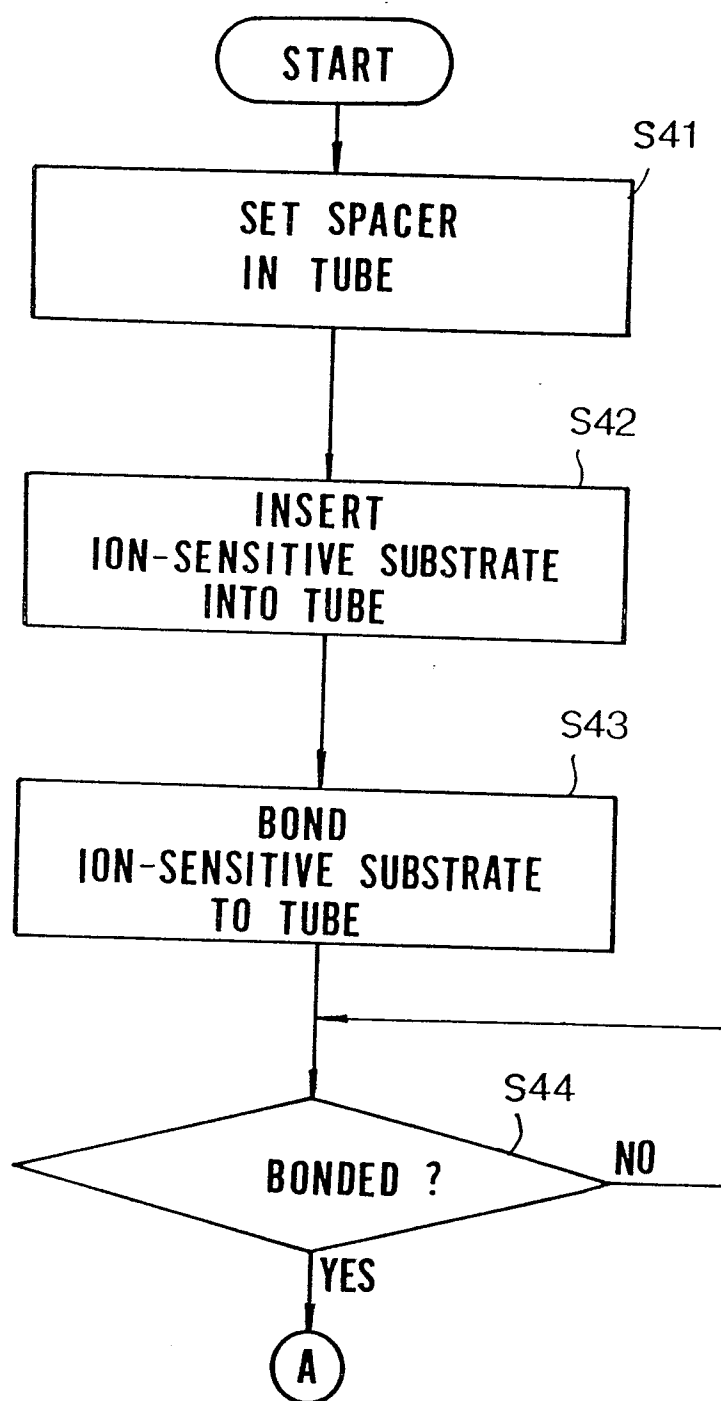 START
S41
SET SPACER
IN TUBE
S42
INSERT
ION-SENSITIVE SUBSTRATE
INTO TUBE
S43
BOND
ION-SENSITIVE SUBSTRATE
TO TUBE
S44
BONDED ?
NO
YES
A